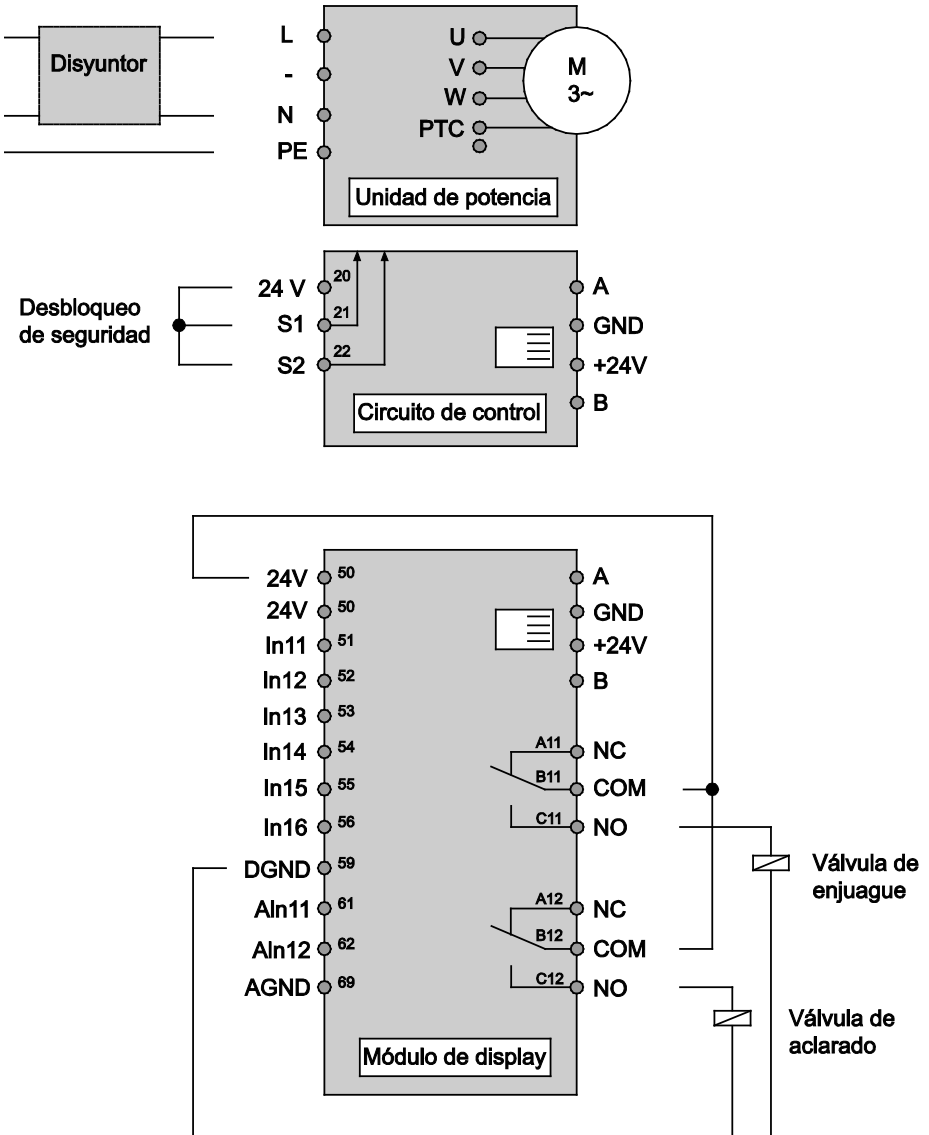 Disyuntor
L
-
N
PE
U
V
W
PTC
M
3~
Unidad de potencia
Desbloqueo
de seguridad
24 V
20
S1
21
S2
22
A
GND
+24V
B
Circuito de control
24V
50
24V
50
In11
51
In12
52
In13
53
In14
54
In15
55
In16
56
DGND
59
AIn11
61
AIn12
62
AGND
69
A
GND
+24V
B
A11
NC
B11
COM
C11
NO
A12
NC
B12
COM
C12
NO
Válvula de
enjuague
Válvula de
aclarado
Módulo de display